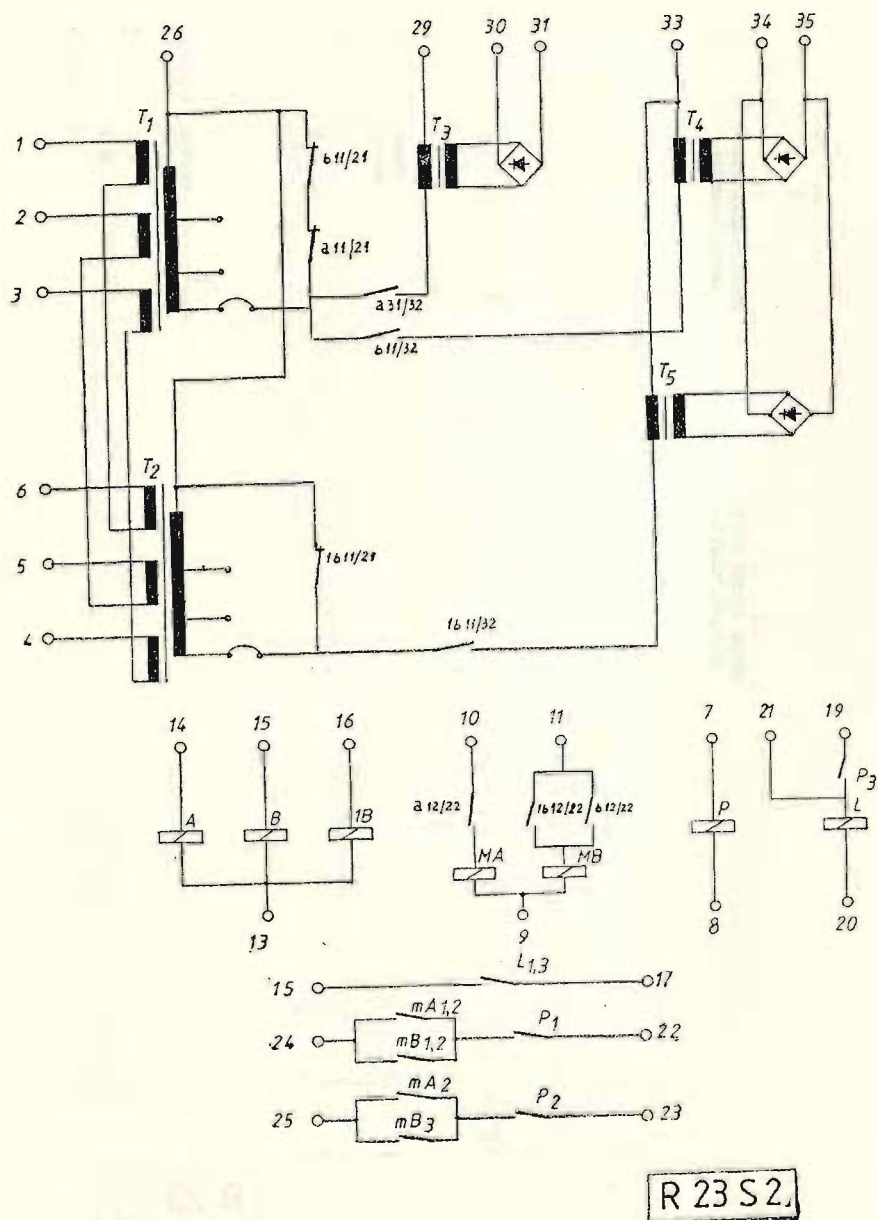 26 29 30 31 33 34 35
T1 T3 T4
1
b11/21
2
a11/21
3
a31/32
b11/32
T5
T2
6
5
1b11/21
1b11/32
4
14 15 16 10 11 7 21 19
P3
a12/22 1b12/22 b12/22
A B 1B P L
MA MB
13 9 8 20
L1,3
15 17
mA1,2
P1
24 22
mB1,2
mA2
P2
25 23
mB3
R 23 S 2.